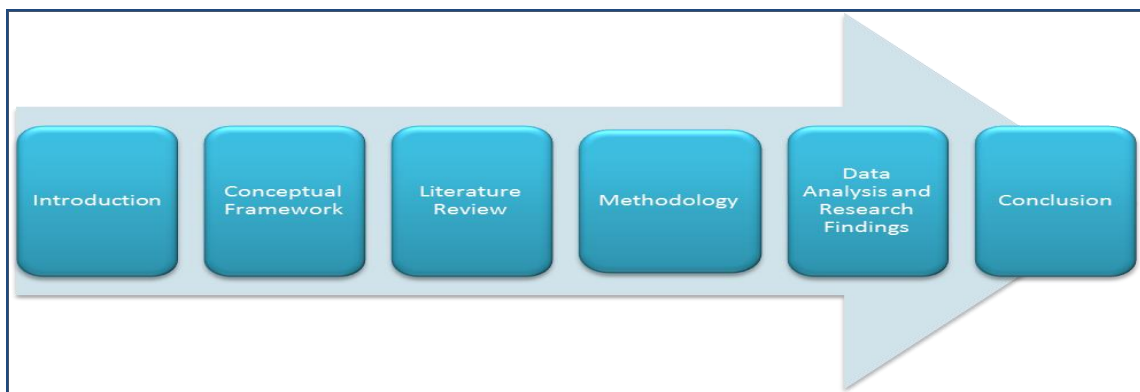 Introduction
Conceptual
Framework
Literature
Review
Methodology
Data
Analysis and
Research
Findings
Conclusion